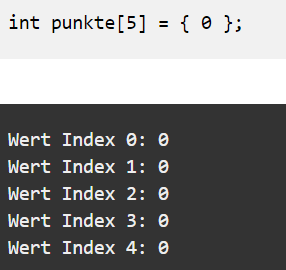 int punkte[5] = { 0 };
Wert Index 0: 0
Wert Index 1: 0
Wert Index 2: 0
Wert Index 3: 0
Wert Index 4: 0